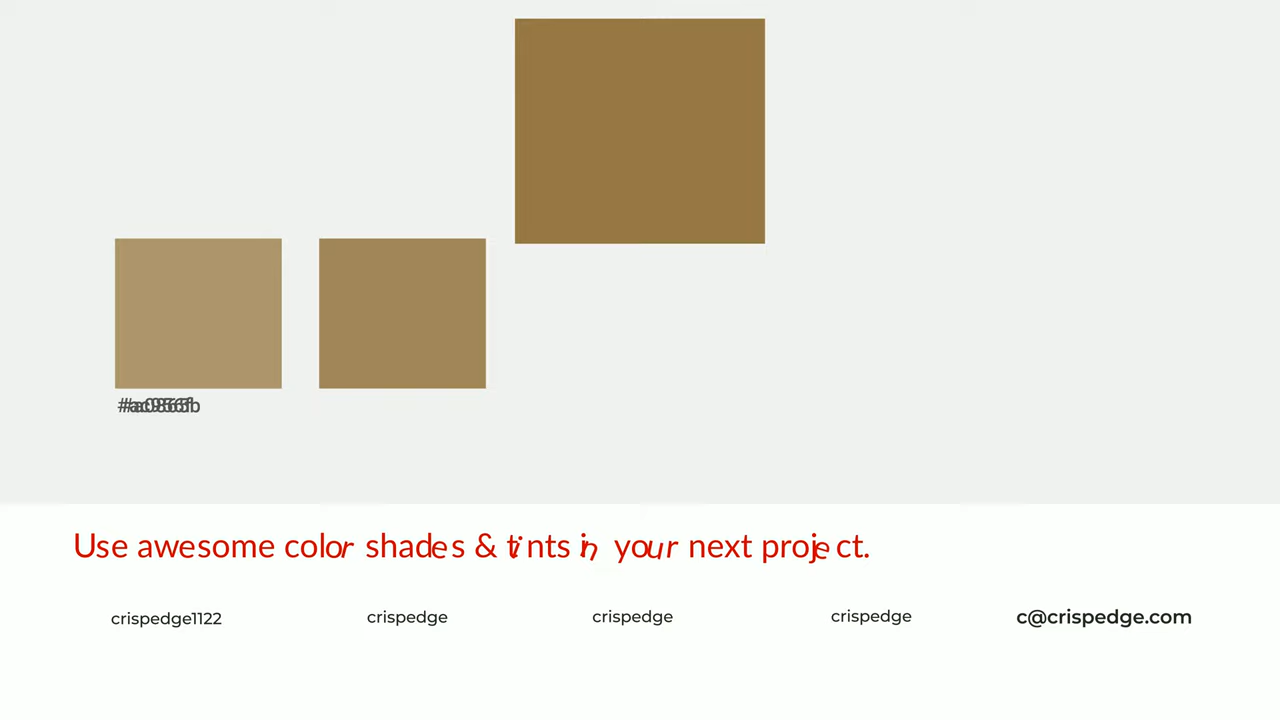 Use awesome color shades & tints in your next project.
crispedge1122 crispedge crispedge crispedge c@crispedge.com